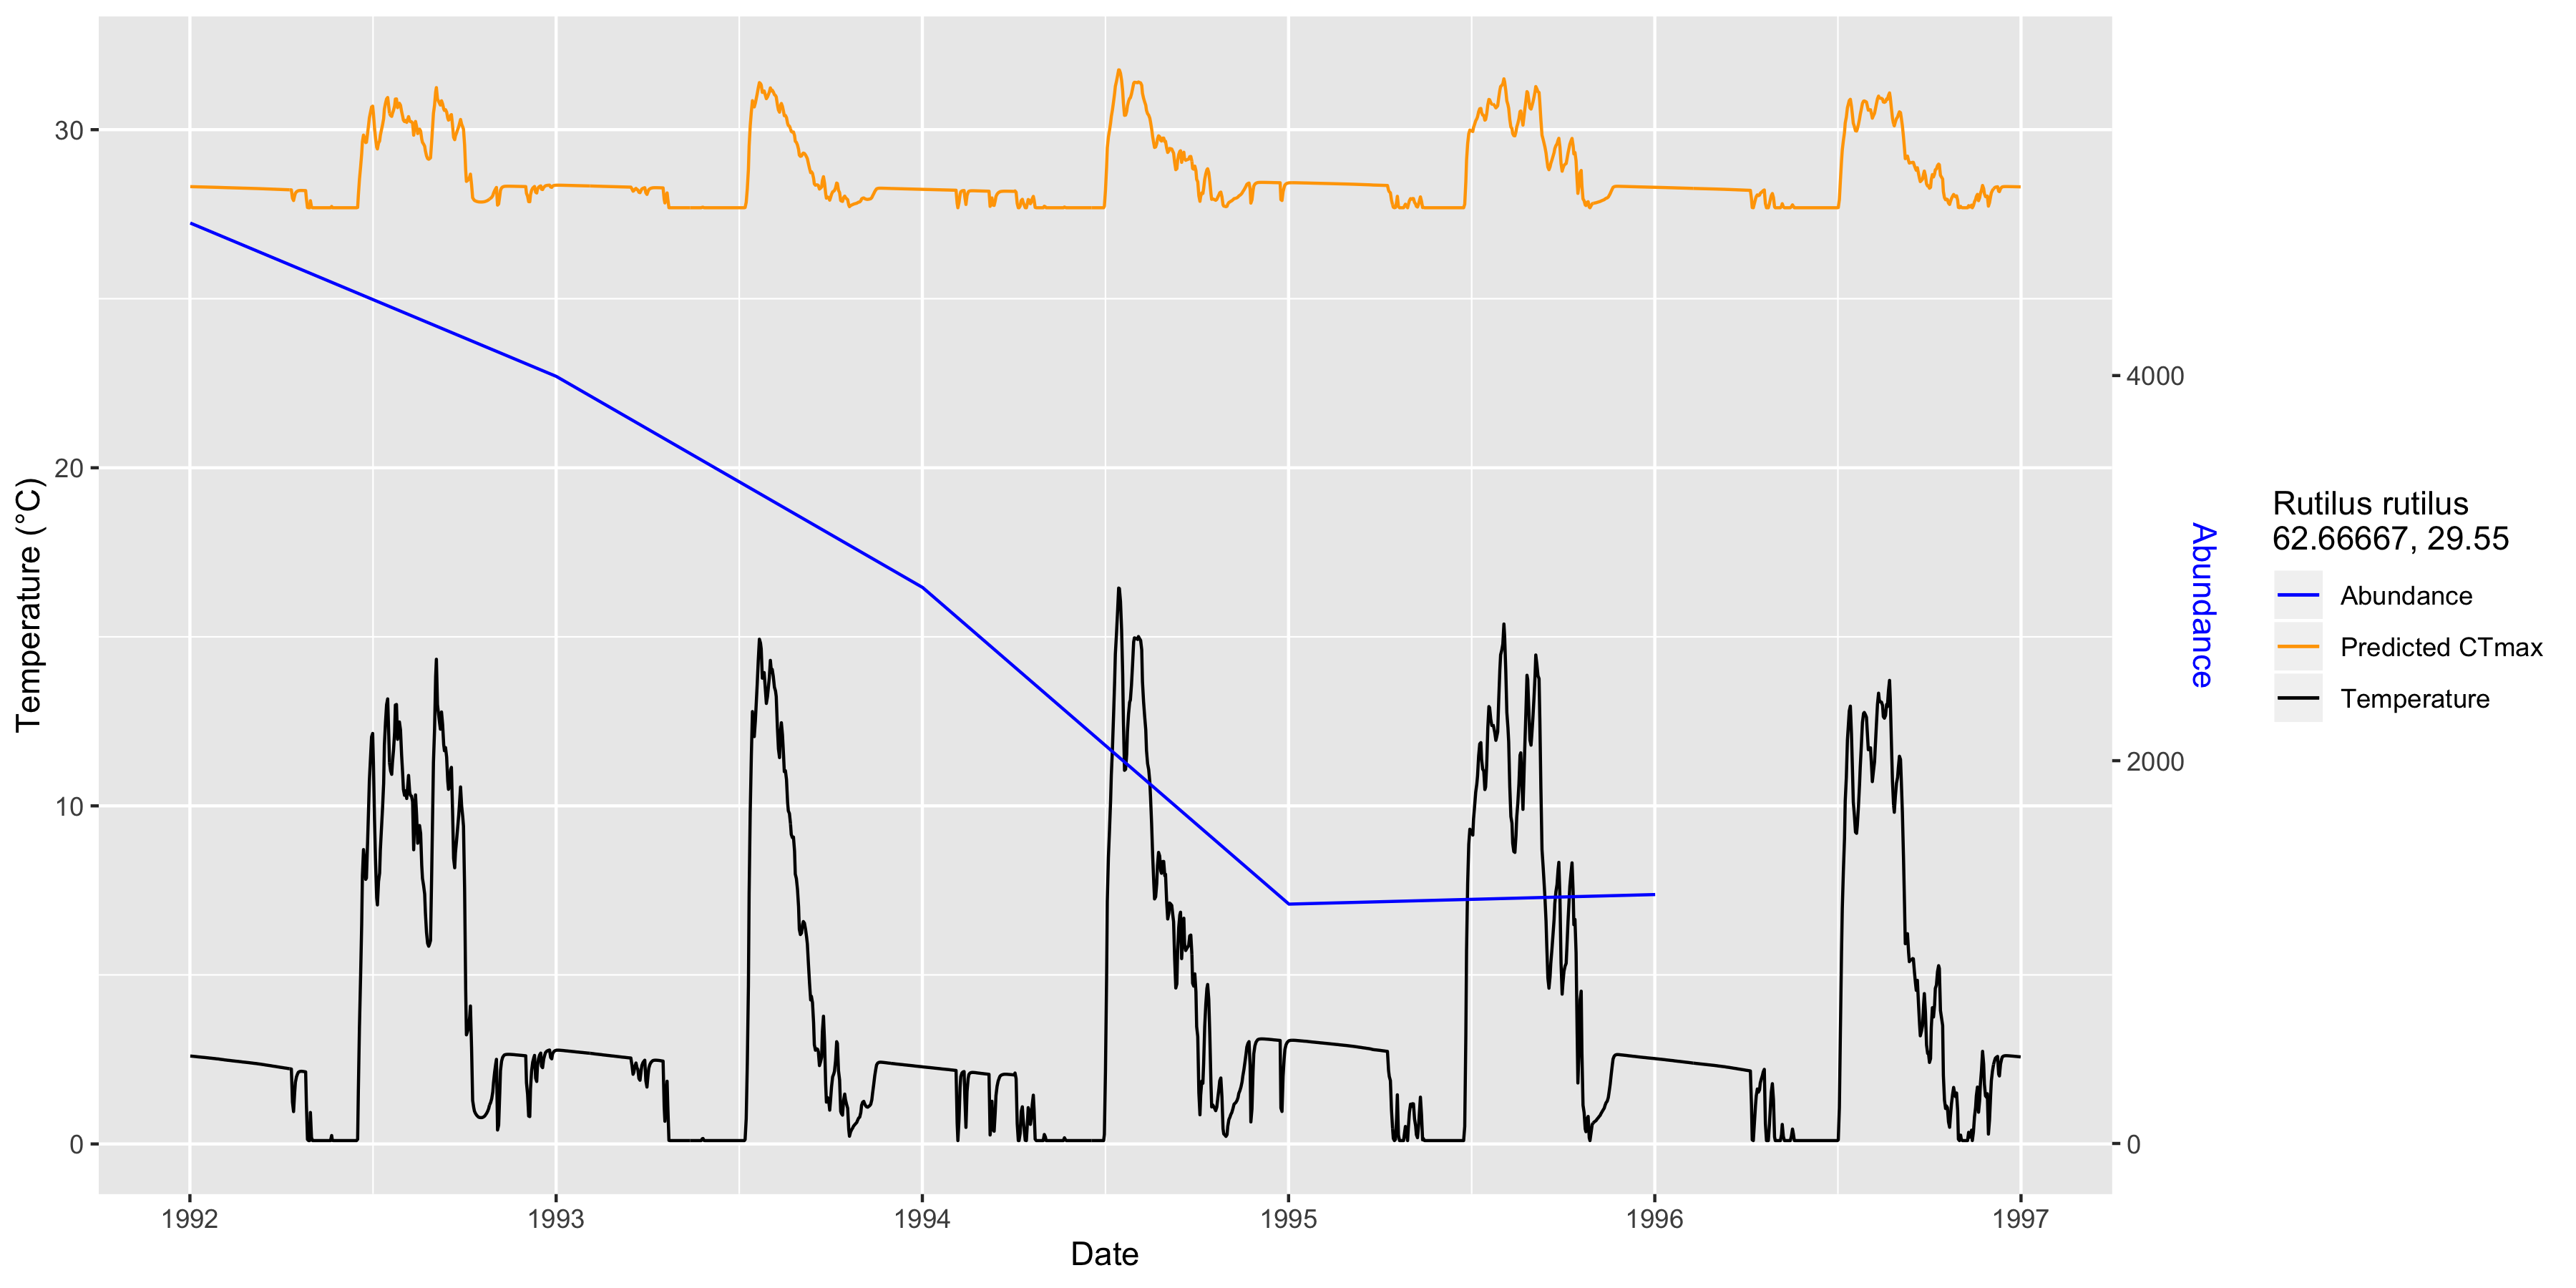 30
20
10
0
Temperature (°C)
1992
1993
1994
1995
1996
1997
Date
4000
2000
0
Abundance
Rutilus rutilus
62.66667, 29.55
Abundance
Predicted CTmax
Temperature